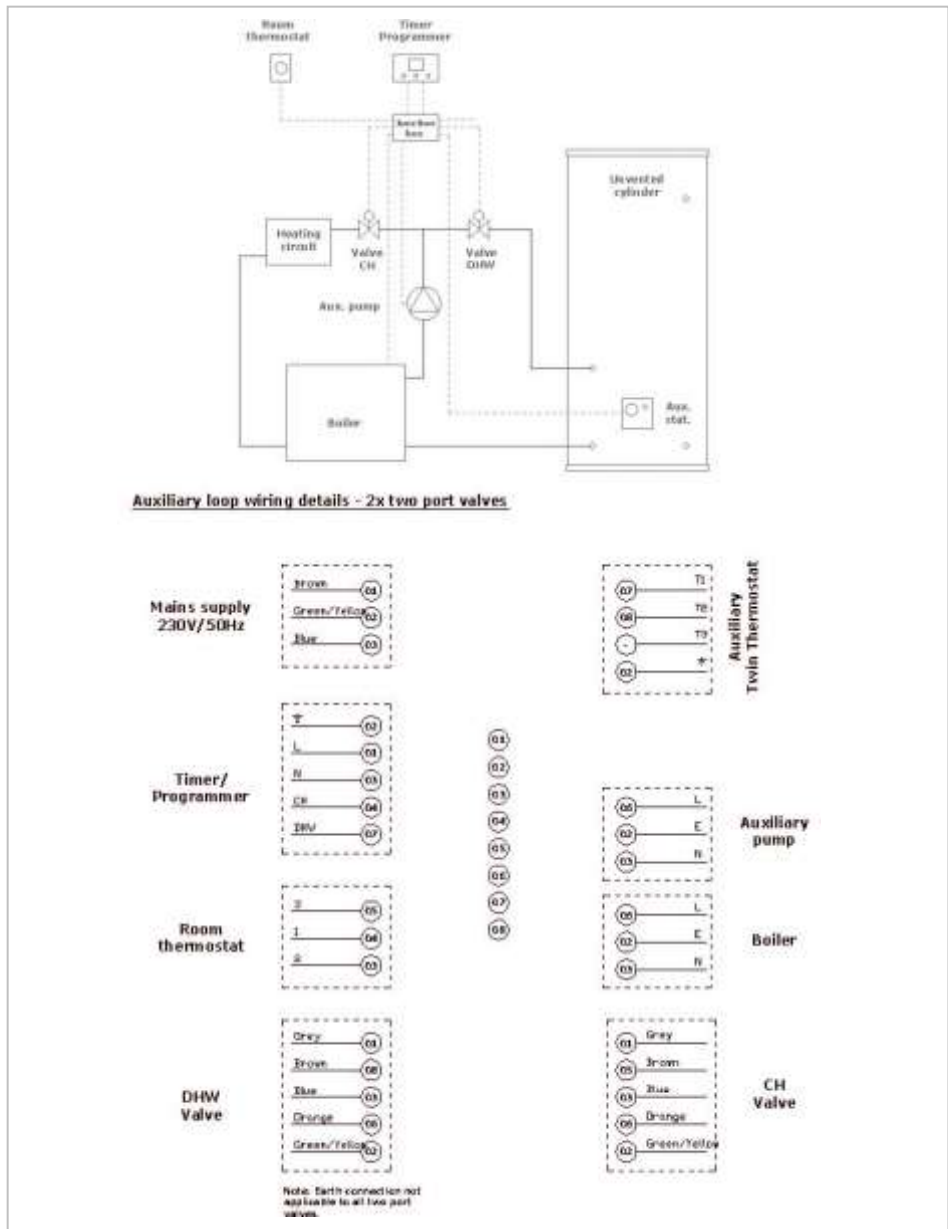 Room
thermostat
Timer
Programmer
box
Unvented
cylinder
Heating
circuit
Valve
CH
Valve
DHW
Aux. pump
Boiler
Aux.
stat.
Auxiliary loop wiring details - 2x two port valves
Mains supply
230V/50Hz
Brown 01
Green/Yellow 02
Blue 03
T1 07
T2 08
T3 -
02
Auxiliary
Twin Thermostat
Timer/
Programmer
02
L 01
N 03
CH 04
DHW 07
01
02
03
04
05
06
07
08
L 06
E 02
N 03
Auxiliary
pump
Room
thermostat
05
1 04
03
L 06
E 02
N 03
Boiler
DHW
Valve
Grey 01
Brown 08
Blue 03
Orange 06
Green/Yellow 02
01 Grey
05 Brown
03 Blue
06 Orange
02 Green/Yellow
CH
Valve
Note: Earth connection not
applicable to all two port
valves.